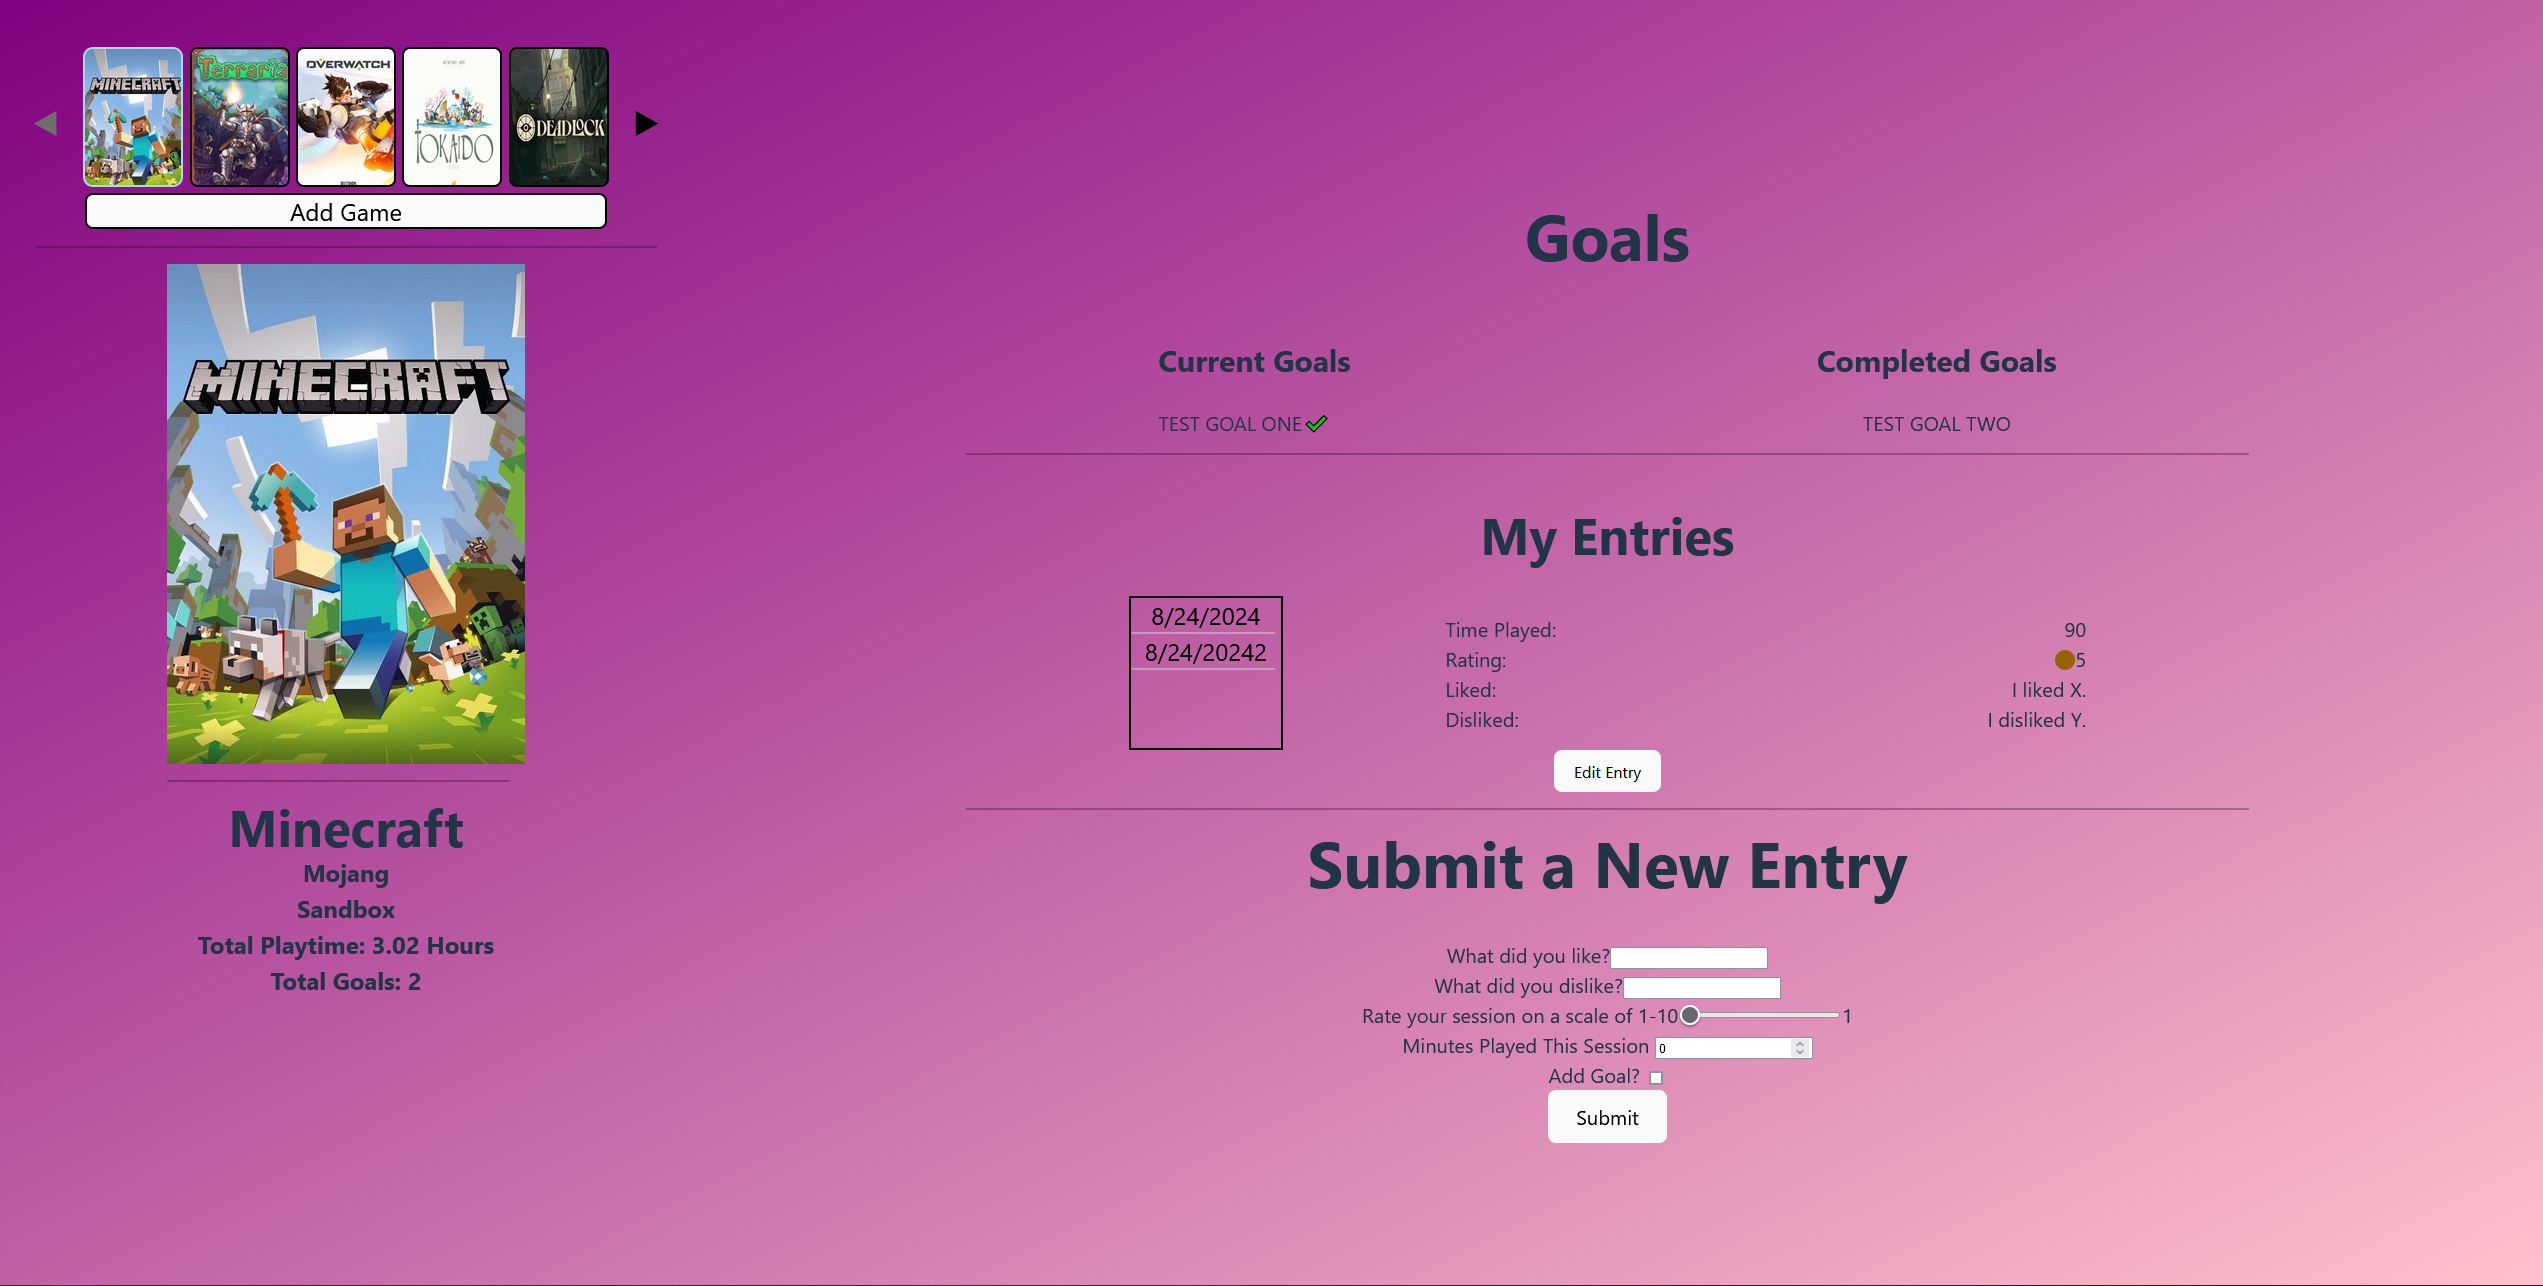 MINECRAFT
Terraria
OVERWATCH
TOKAIDO
DEADLOCK
Add Game
MINECRAFT
Minecraft
Mojang
Sandbox
Total Playtime: 3.02 Hours
Total Goals: 2
Goals
Current Goals
Completed Goals
TEST GOAL ONE
TEST GOAL TWO
My Entries
8/24/2024
8/24/20242
Time Played: 90
Rating: 5
Liked: I liked X.
Disliked: I disliked Y.
Edit Entry
Submit a New Entry
What did you like?
What did you dislike?
Rate your session on a scale of 1-10 1
Minutes Played This Session 0
Add Goal?
Submit